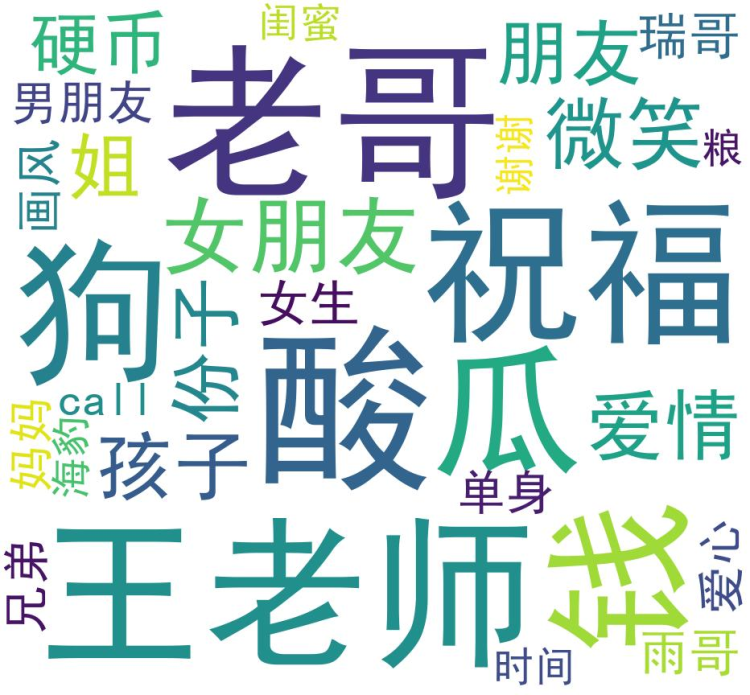 闺蜜
硬币
老哥
朋友
瑞哥
男朋友
姐
谢谢
微笑
粮
画风
女朋友
祝福
狗
份子
女生
酸
瓜
call
爱情
妈妈
海豹
孩子
单身
王老师
钱
兄弟
爱心
时间
雨哥